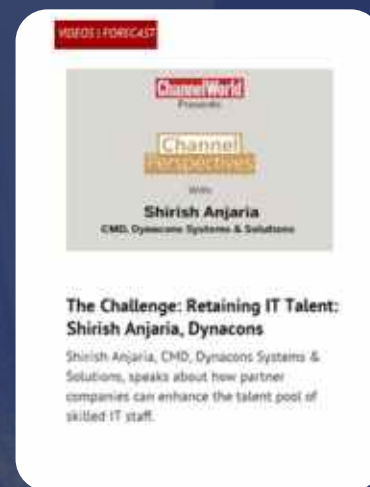 VIDEOS | FORECAST
ChannelWorld
Presents
Channel
Perspectives
With
Shirish Anjaria
CMD, Dynacons Systems & Solutions
The Challenge: Retaining IT Talent:
Shirish Anjaria, Dynacons
Shirish Anjaria, CMD, Dynacons Systems &
Solutions, speaks about how partner
companies can enhance the talent pool of
skilled IT staff.